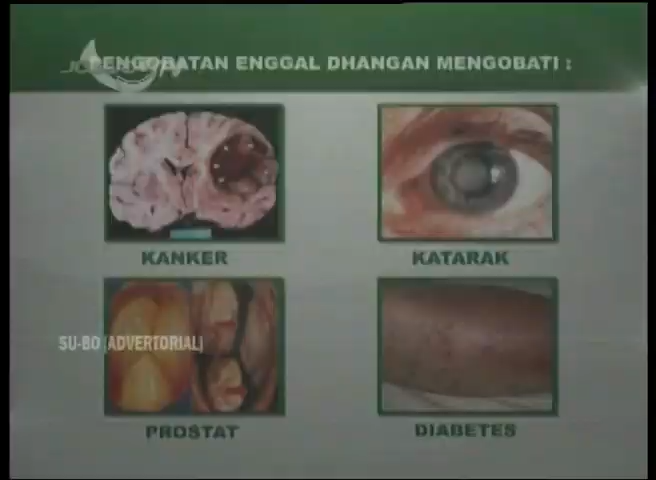 PENGOBATAN ENGGAL DHANGAN MENGOBATI :
KANKER
KATARAK
SU-BO (ADVERTORIAL)
PROSTAT
DIABETES